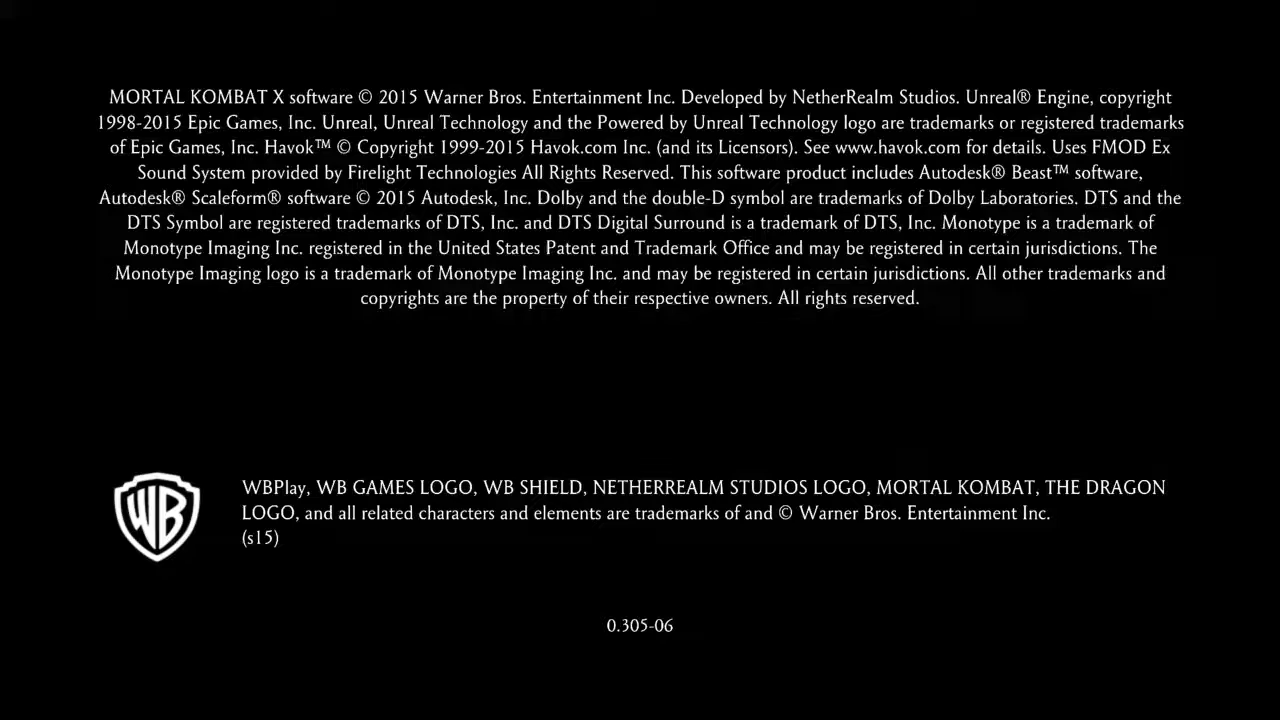 MORTAL KOMBAT X software © 2015 Warner Bros. Entertainment Inc. Developed by NetherRealm Studios. Unreal® Engine, copyright
1998-2015 Epic Games, Inc. Unreal, Unreal Technology and the Powered by Unreal Technology logo are trademarks or registered trademarks
of Epic Games, Inc. Havok™ © Copyright 1999-2015 Havok.com Inc. (and its Licensors). See www.havok.com for details. Uses FMOD Ex
Sound System provided by Firelight Technologies All Rights Reserved. This software product includes Autodesk® Beast™ software,
Autodesk® Scaleform® software © 2015 Autodesk, Inc. Dolby and the double-D symbol are trademarks of Dolby Laboratories. DTS and the
DTS Symbol are registered trademarks of DTS, Inc. and DTS Digital Surround is a trademark of DTS, Inc. Monotype is a trademark of
Monotype Imaging Inc. registered in the United States Patent and Trademark Office and may be registered in certain jurisdictions. The
Monotype Imaging logo is a trademark of Monotype Imaging Inc. and may be registered in certain jurisdictions. All other trademarks and
copyrights are the property of their respective owners. All rights reserved.
WB
WBPlay, WB GAMES LOGO, WB SHIELD, NETHERREALM STUDIOS LOGO, MORTAL KOMBAT, THE DRAGON
LOGO, and all related characters and elements are trademarks of and © Warner Bros. Entertainment Inc.
(s15)
0.305-06